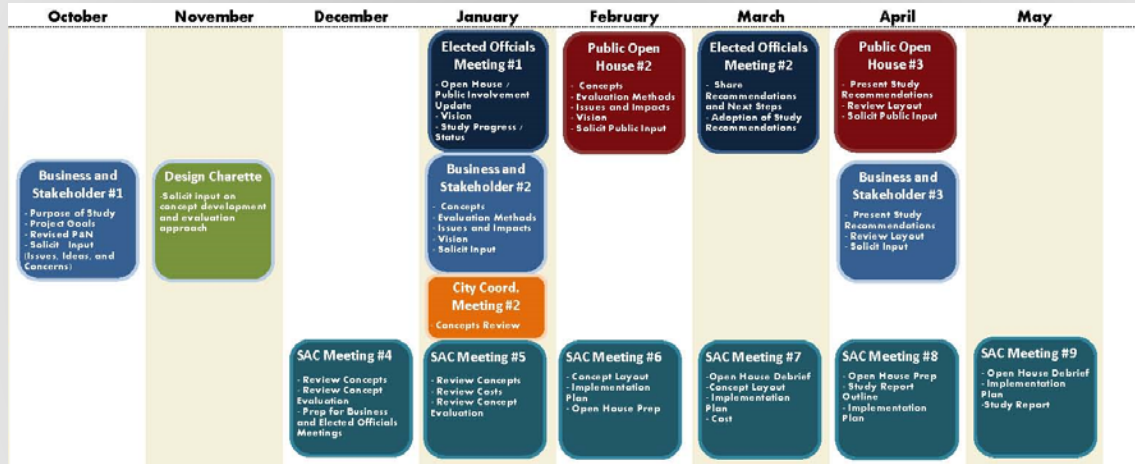 October
November
December
January
February
March
April
May
Elected Offcials
Meeting #1
- Open House /
Public Involvement
Update
- Vision
- Study Progress /
Status
Public Open
House #2
- Concepts
- Evaluation Methods
- Issues and Impacts
- Vision
- Solicit Public Input
Elected Officials
Meeting #2
- Share
Recommendations
and Next Steps
- Adoption of Study
Recommendations
Public Open
House #3
- Present Study
Recommendations
- Review Layout
- Solicit Public Input
Business and
Stakeholder #1
- Purpose of Study
- Project Goals
- Revised P&N
- Solicit Input
(Issues, Ideas, and
Concerns)
Design Charette
-Solicit input on
concept development
and evaluation
approach
Business and
Stakeholder #2
- Concepts
- Evaluation Methods
- Issues and Impacts
- Vision
- Solicit Input
Business and
Stakeholder #3
- Present Study
Recommendations
- Review Layout
- Solicit Input
City Coord.
Meeting #2
- Concepts Review
SAC Meeting #4
- Review Concepts
- Review Concept
Evaluation
- Prep for Business
and Elected Officials
Meetings
SAC Meeting #5
- Review Concepts
- Review Costs
- Review Concept
Evaluation
SAC Meeting #6
- Concept Layout
- Implementation
Plan
- Open House Prep
SAC Meeting #7
-Open House Debrief
-Concept Layout
- Implementation
Plan
- Cost
SAC Meeting #8
- Open House Prep
- Study Report
Outline
- Implementation
Plan
SAC Meeting #9
- Open House Debrief
- Implementation
Plan
-Study Report